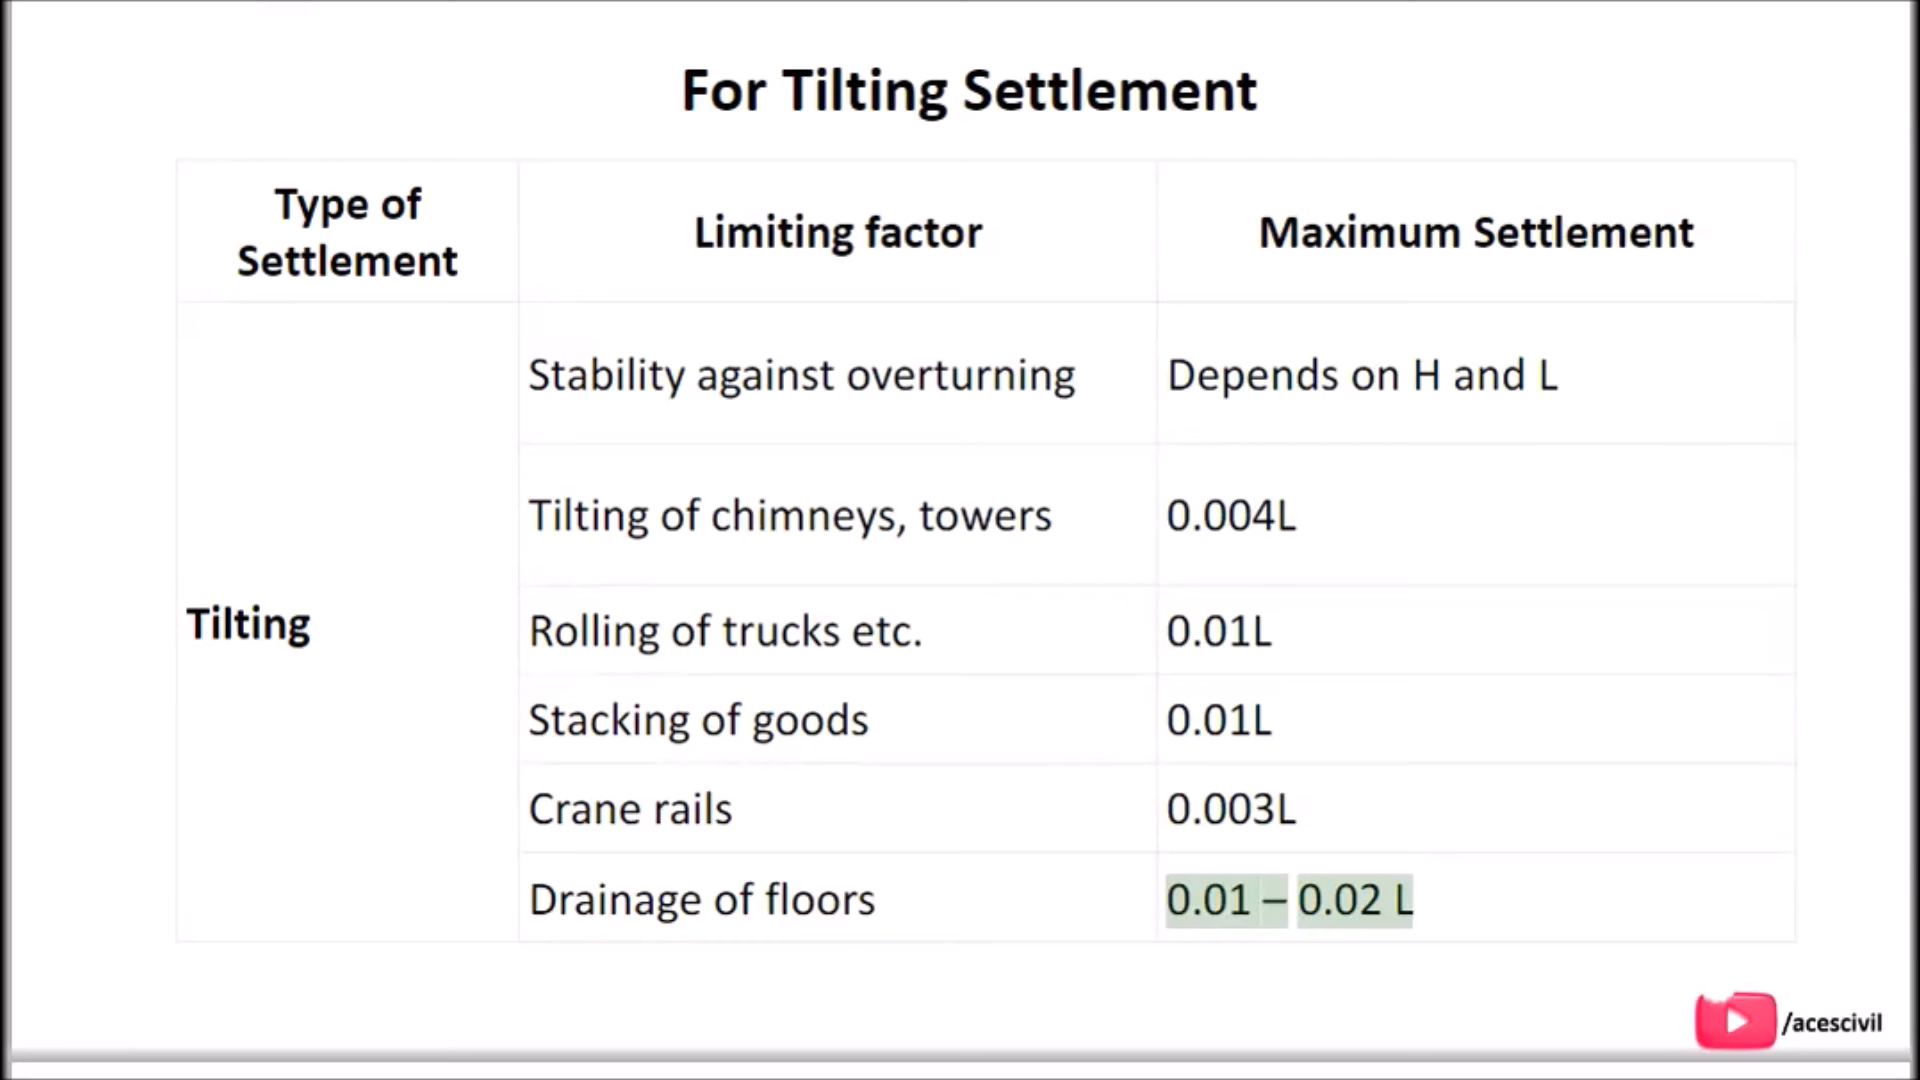 For Tilting Settlement
Type of
Settlement
Limiting factor
Maximum Settlement
Tilting
Stability against overturning
Depends on H and L
Tilting of chimneys, towers
0.004L
Rolling of trucks etc.
0.01L
Stacking of goods
0.01L
Crane rails
0.003L
Drainage of floors
0.01 – 0.02 L
/acescivil